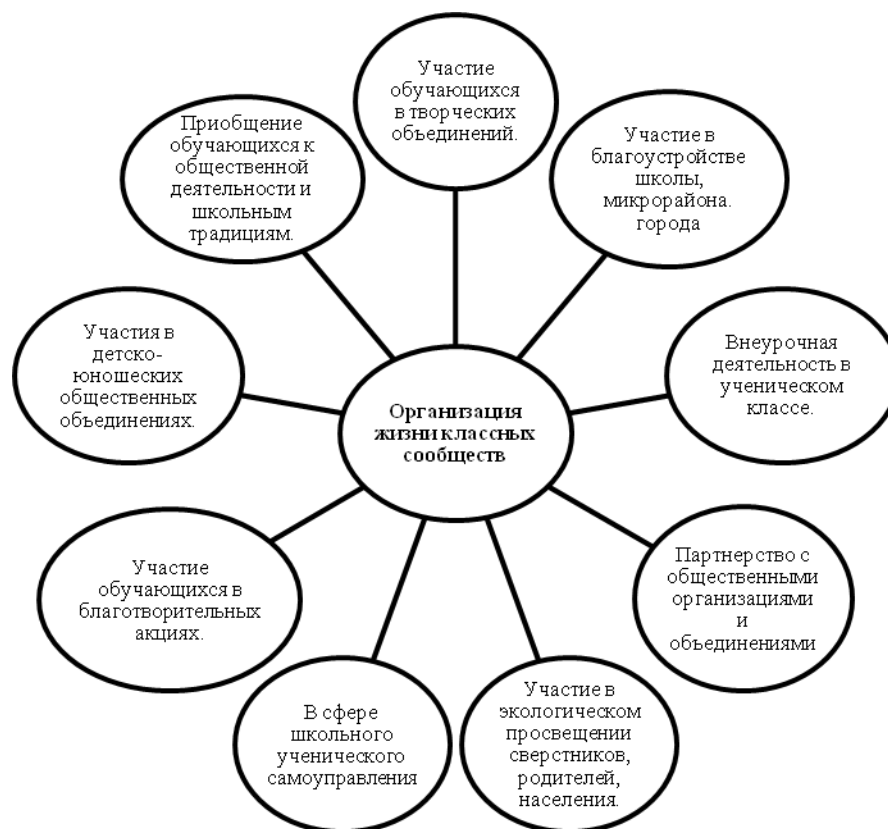 Участие
обучающихся
в творческих
объединений.
Участие в
благоустройстве
школы,
микрорайона.
города
Внеурочная
деятельность в
ученическом
классе.
Партнерство с
общественными
организациями
и
объединениями
Участие в
экологическом
просвещении
сверстников,
родителей,
населения.
В сфере
школьного
ученического
самоуправления
Участие
обучающихся в
благотворительных
акциях.
Участия в
детско-
юношеских
общественных
объединениях.
Приобщение
обучающихся к
общественной
деятельности и
школьным
традициям.
Организация
жизни классных
сообществ